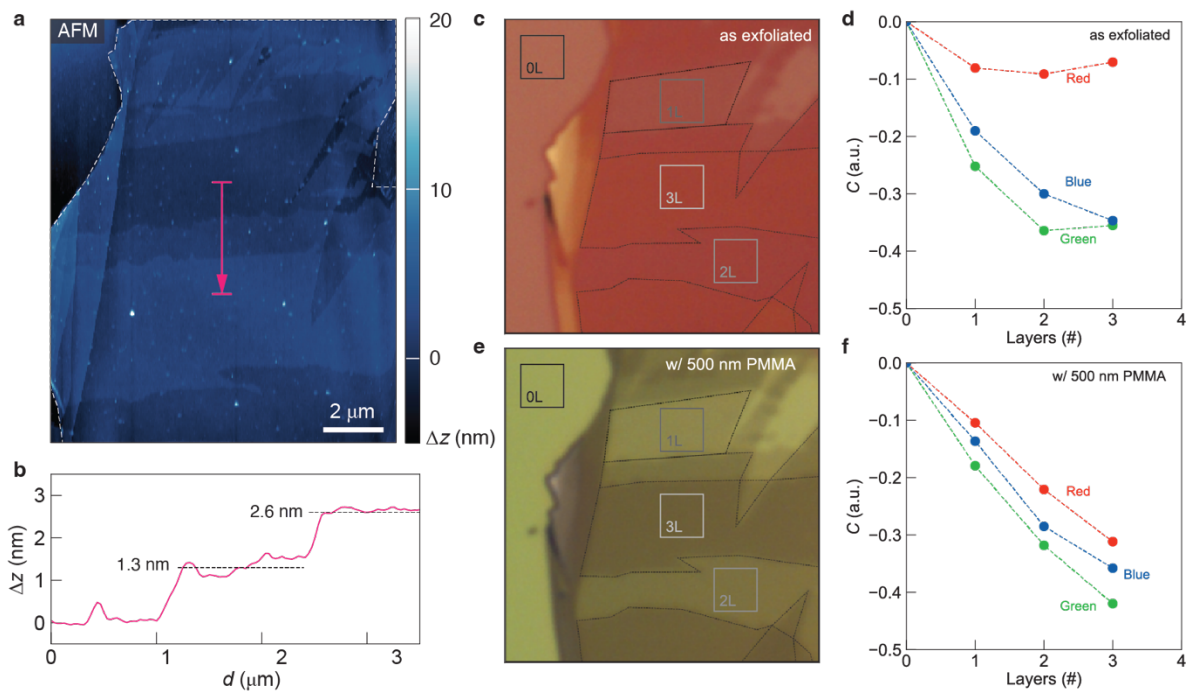 a
AFM
20
10
0
Δz (nm)
2 μm
b
3
2
1
0
Δz (nm)
2.6 nm
1.3 nm
0
1
2
3
d (μm)
c
as exfoliated
0L
1L
3L
2L
d
as exfoliated
0.0
−0.1
−0.2
−0.3
−0.4
−0.5
C (a.u.)
Red
Blue
Green
0
1
2
3
4
Layers (#)
e
w/ 500 nm PMMA
0L
1L
3L
2L
f
w/ 500 nm PMMA
0.0
−0.1
−0.2
−0.3
−0.4
−0.5
C (a.u.)
Red
Blue
Green
0
1
2
3
4
Layers (#)